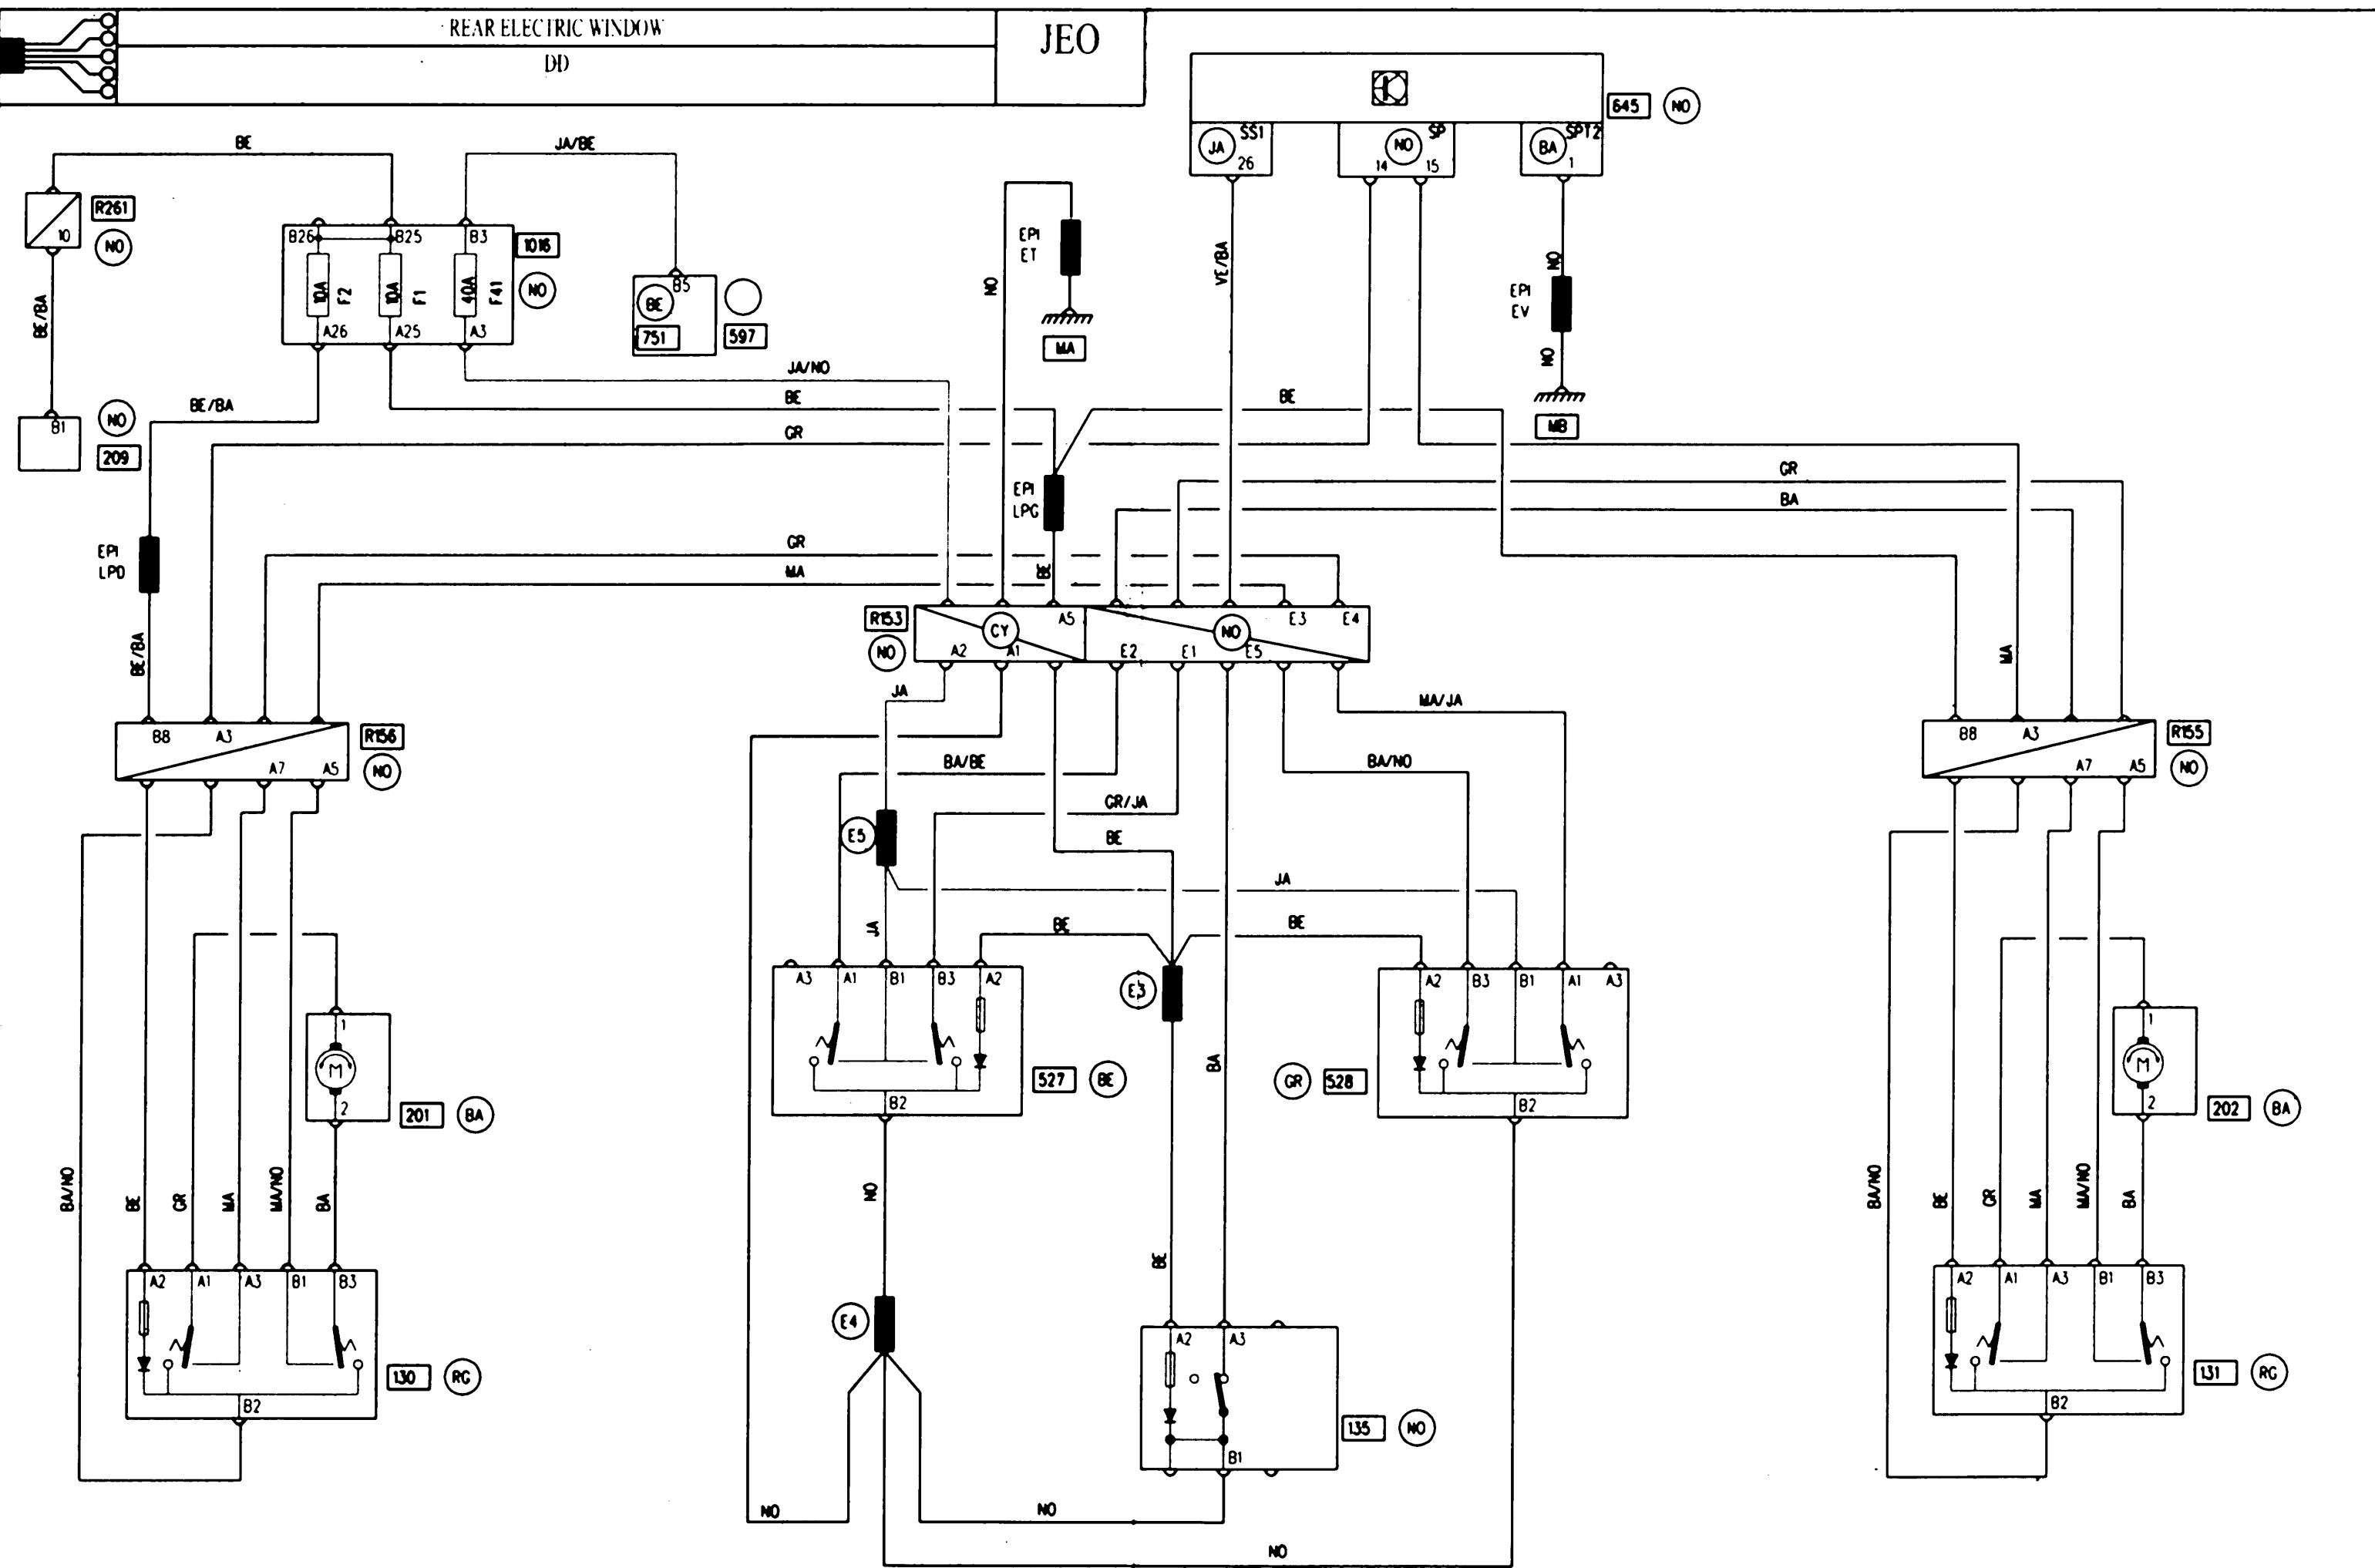 REAR ELECTRIC WINDOW
JEO
DD
645 NO
JA SS1 26
14 NO SP 15
BA SPT2 1
BE
JA/BE
R261
10
NO
B26 B25 B3
1016
NO
10A F2
10A F1
40A F41
A26 A25 A3
B5
BE
751
597
EPI
ET
NO
MA
VE/BA
EPI
EV
NO
NO
MB
BE/BA
B1
NO
209
BE/BA
JA/NO
BE
BE
GR
GR
BA
EPI
LPG
BE
EPI
LPD
GR
MA
BE/BA
R153
NO
CY A5
A2 A1
NO E3 E4
E2 E1 E5
MA
B8 A3
A7 A5
R156
NO
JA
MA/JA
BA/BE
BA/NO
GR/JA
BE
B8 A3
A7 A5
R155
NO
E5
JA
JA
BE
BE
A3 A1 B1 B3 A2
B2
527 BE
E3
BA
A2 B3 B1 A1 A3
B2
GR 528
1
M
2
201 BA
1
M
2
202 BA
BA/NO
BE
GR
MA
MA/NO
BA
NO
BE
BA/NO
BE
GR
MA
MA/NO
BA
A2 A1 A3 B1 B3
B2
130 RG
E4
A2 A3
B1
135 NO
A2 A1 A3 B1 B3
B2
131 RG
NO
NO
NO